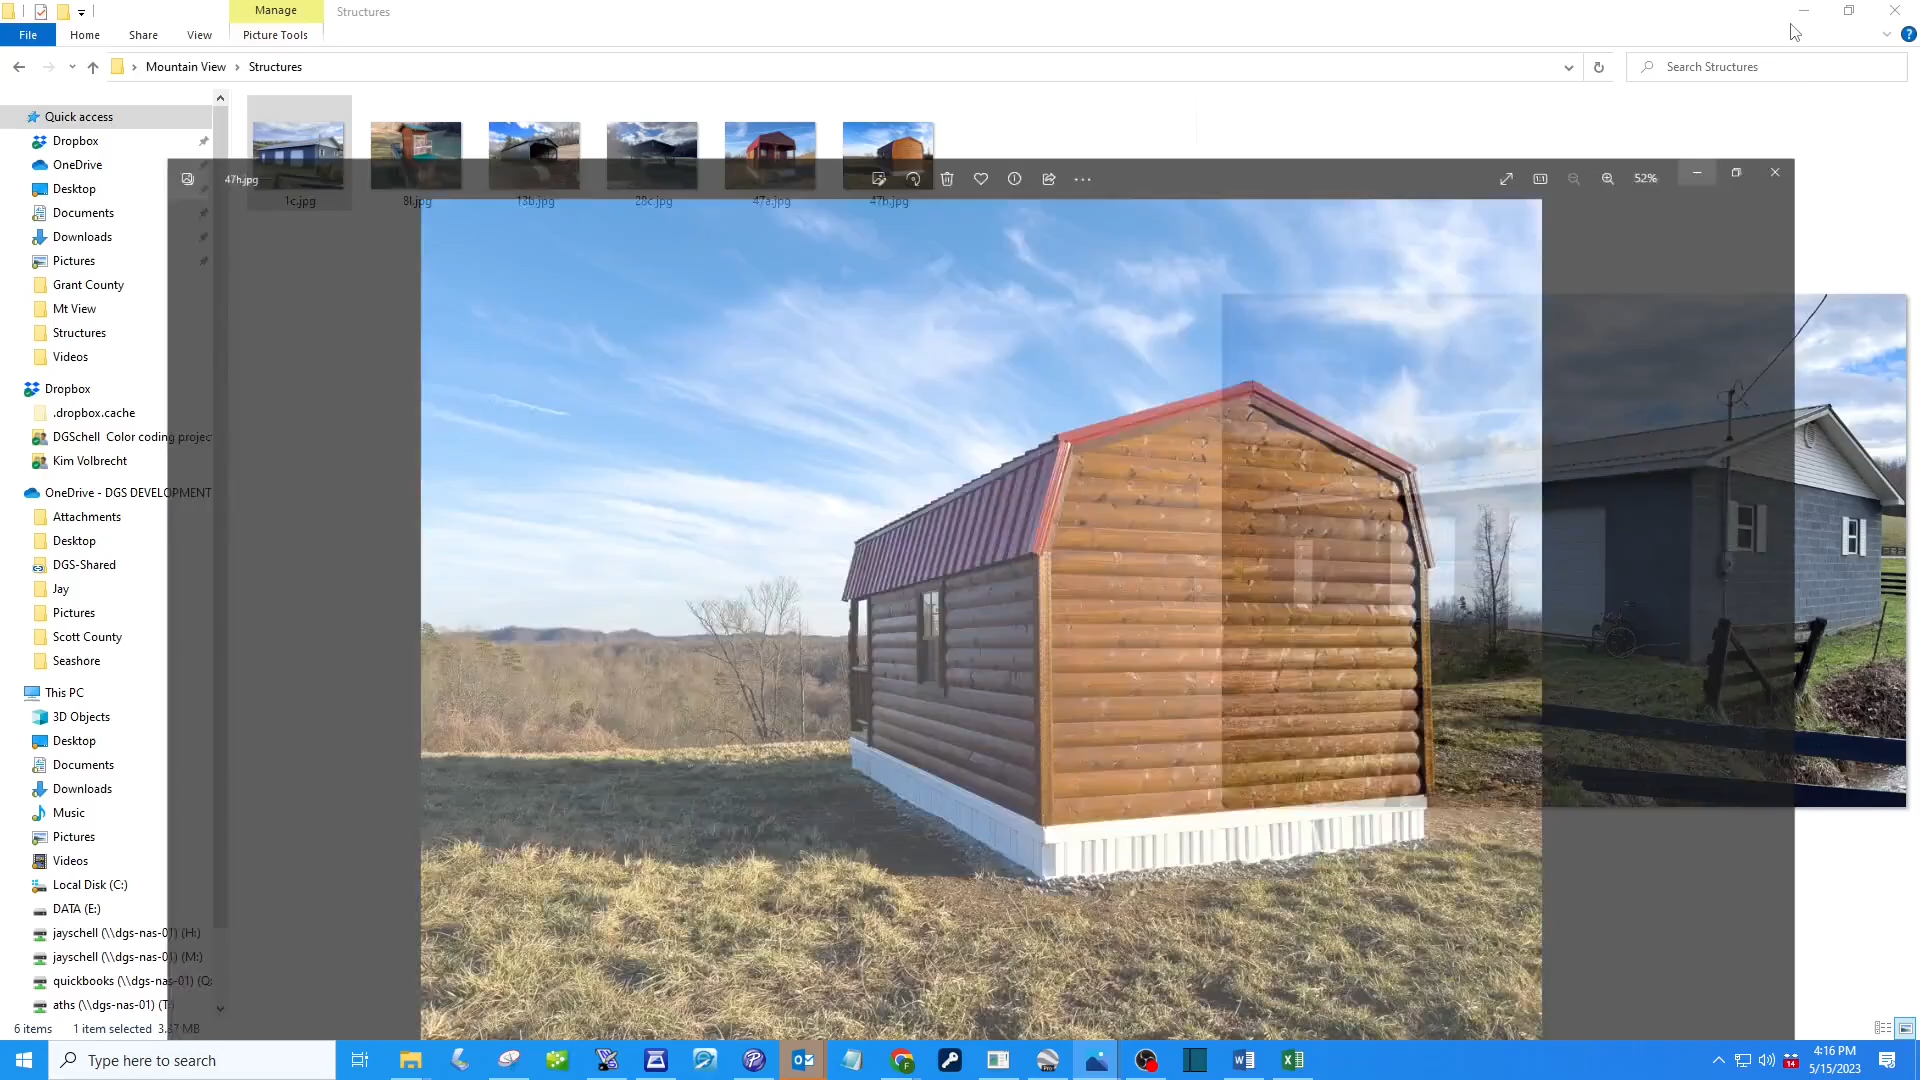 Manage
Structures
File
Home
Share
View
Picture Tools
Mountain View
Structures
Search Structures
Quick access
Dropbox
OneDrive
Desktop
Documents
Downloads
Pictures
Grant County
Mt View
Structures
Videos
Dropbox
.dropbox.cache
DGSchell Color coding projec
Kim Volbrecht
OneDrive - DGS DEVELOPMENT
Attachments
Desktop
DGS-Shared
Jay
Pictures
Scott County
Seashore
This PC
3D Objects
Desktop
Documents
Downloads
Music
Pictures
Videos
Local Disk (C:)
DATA (E:)
jayschell (\\dgs-nas-01) (H:)
jayschell (\\dgs-nas-01) (M:)
quickbooks (\\dgs-nas-01) (Q:
aths (\\dgs-nas-01) (T:)
1c.jpg
8l.jpg
13b.jpg
28c.jpg
47a.jpg
47h.jpg
47h.jpg
52%
6 items 1 item selected 3.37 MB
Type here to search
14
4:16 PM
5/15/2023